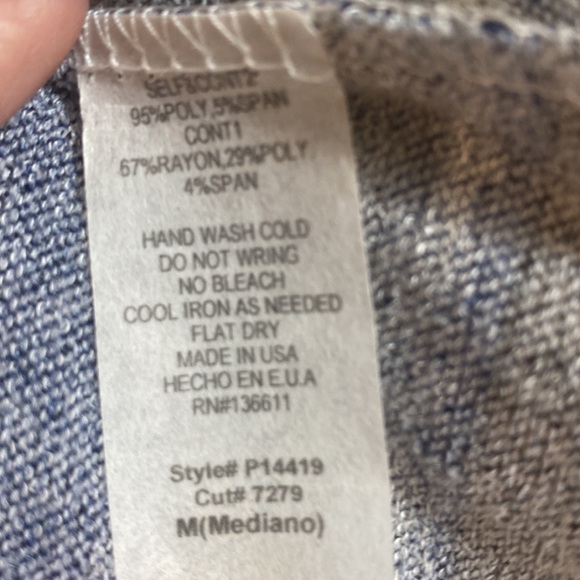 SELF&CONT2
95%POLY,5%SPAN
CONT1
67%RAYON,29%POLY
4%SPAN
HAND WASH COLD
DO NOT WRING
NO BLEACH
COOL IRON AS NEEDED
FLAT DRY
MADE IN USA
HECHO EN E.U.A
RN#136611
Style# P14419
Cut# 7279
M(Mediano)